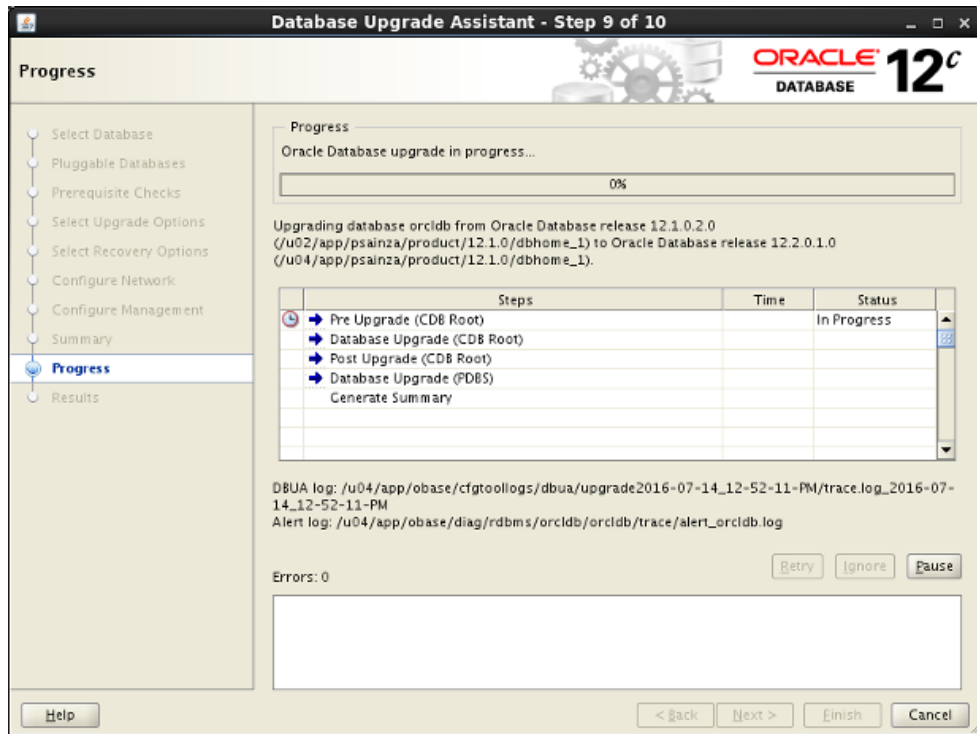 Database Upgrade Assistant - Step 9 of 10
Progress
ORACLE
DATABASE
12c
Select Database
Pluggable Databases
Prerequisite Checks
Select Upgrade Options
Select Recovery Options
Configure Network
Configure Management
Summary
Progress
Results
Progress
Oracle Database upgrade in progress...
0%
Upgrading database orcldb from Oracle Database release 12.1.0.2.0
(/u02/app/psainza/product/12.1.0/dbhome_1) to Oracle Database release 12.2.0.1.0
(/u04/app/psainza/product/12.1.0/dbhome_1).
Steps Time Status
Pre Upgrade (CDB Root) In Progress
Database Upgrade (CDB Root)
Post Upgrade (CDB Root)
Database Upgrade (PDBS)
Generate Summary
DBUA log: /u04/app/obase/cfgtoollogs/dbua/upgrade2016-07-14_12-52-11-PM/trace.log_2016-07-
14_12-52-11-PM
Alert log: /u04/app/obase/diag/rdbms/orcldb/orcldb/trace/alert_orcldb.log
Retry Ignore Pause
Errors: 0
Help < Back Next > Finish Cancel